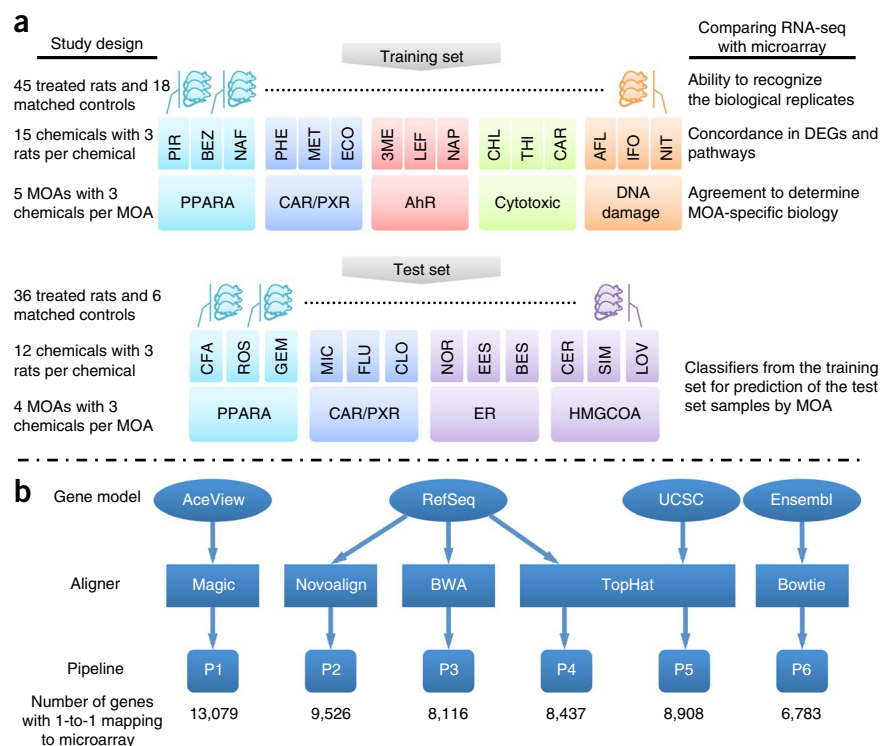 a
Study design
Training set
Comparing RNA-seq
with microarray
45 treated rats and 18
matched controls
Ability to recognize
the biological replicates
15 chemicals with 3
rats per chemical
PIR BEZ NAF PHE MET ECO 3ME LEF NAP CHL THI CAR AFL IFO NIT
Concordance in DEGs and
pathways
5 MOAs with 3
chemicals per MOA
PPARA CAR/PXR AhR Cytotoxic DNA
damage
Agreement to determine
MOA-specific biology
Test set
36 treated rats and 6
matched controls
12 chemicals with 3
rats per chemical
CFA ROS GEM MIC FLU CLO NOR EES BES CER SIM LOV
4 MOAs with 3
chemicals per MOA
PPARA CAR/PXR ER HMGCOA
Classifiers from the training
set for prediction of the test
set samples by MOA
b
Gene model AceView RefSeq UCSC Ensembl
Aligner Magic Novoalign BWA TopHat Bowtie
Pipeline P1 P2 P3 P4 P5 P6
Number of genes
with 1-to-1 mapping
to microarray
13,079 9,526 8,116 8,437 8,908 6,783